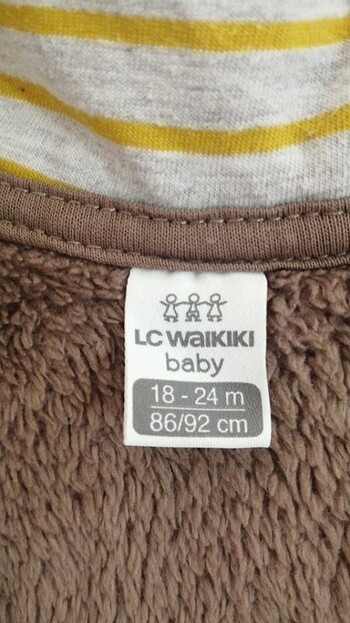 LC WAIKIKI
baby
18 - 24 m
86/92 cm